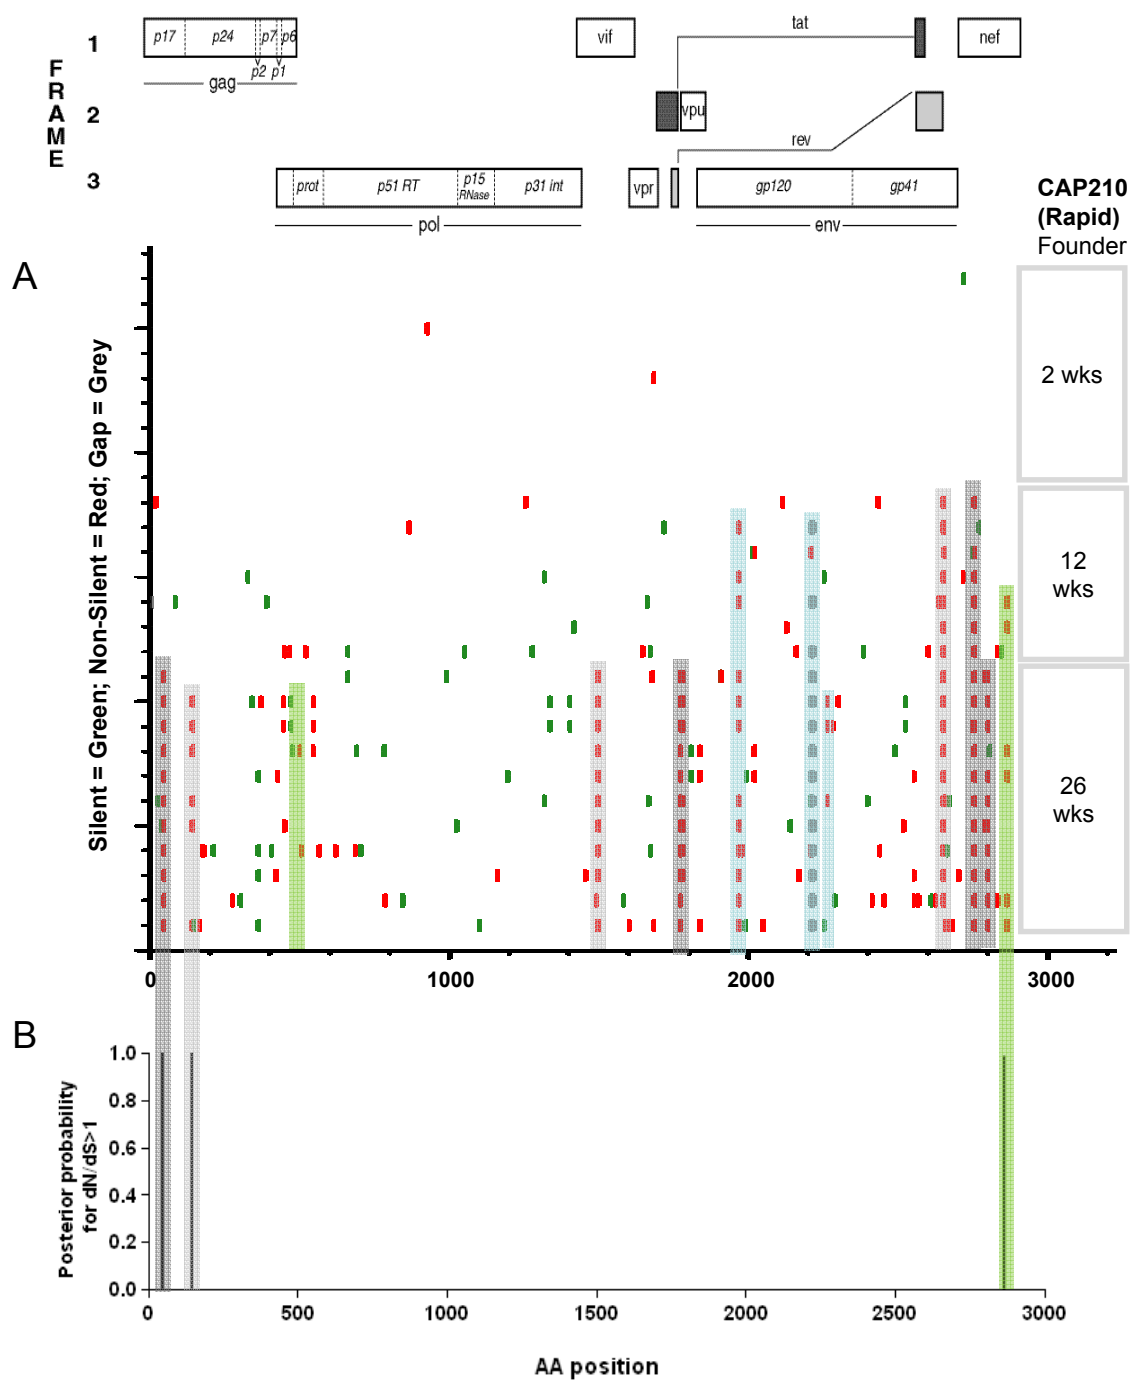 tat
1
p17 p24 p7 p6
vif
nef
p2 p1
gag
FRAME
2
vpu
rev
3
prot p51 RT p15 RNase p31 int
vpr
gp120 gp41
pol
env
CAP210
(Rapid)
Founder
A
Silent = Green; Non-Silent = Red; Gap = Grey
2 wks
12
wks
26
wks
0 1000 2000 3000
B
Posterior probability
for dN/dS>1
1.0
0.8
0.6
0.4
0.2
0.0
0 500 1000 1500 2000 2500 3000
AA position